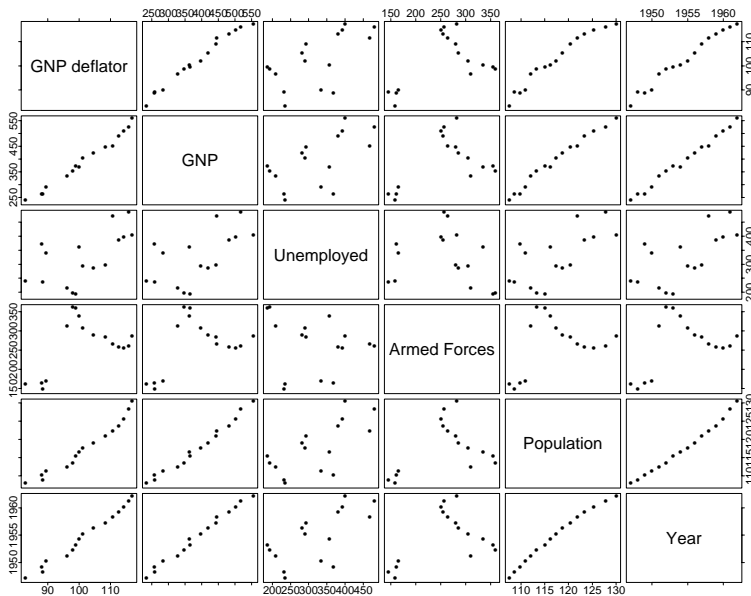 250 350 450 550
150 200 250 300 350
1950 1955 1960
GNP deflator
90 100 110
250 350 450 550
GNP
Unemployed
200 300 400
150 200 250 300 350
Armed Forces
Population
110 115 120 125 130
1950 1955 1960
Year
90 100 110
200 250 300 350 400 450
110 115 120 125 130